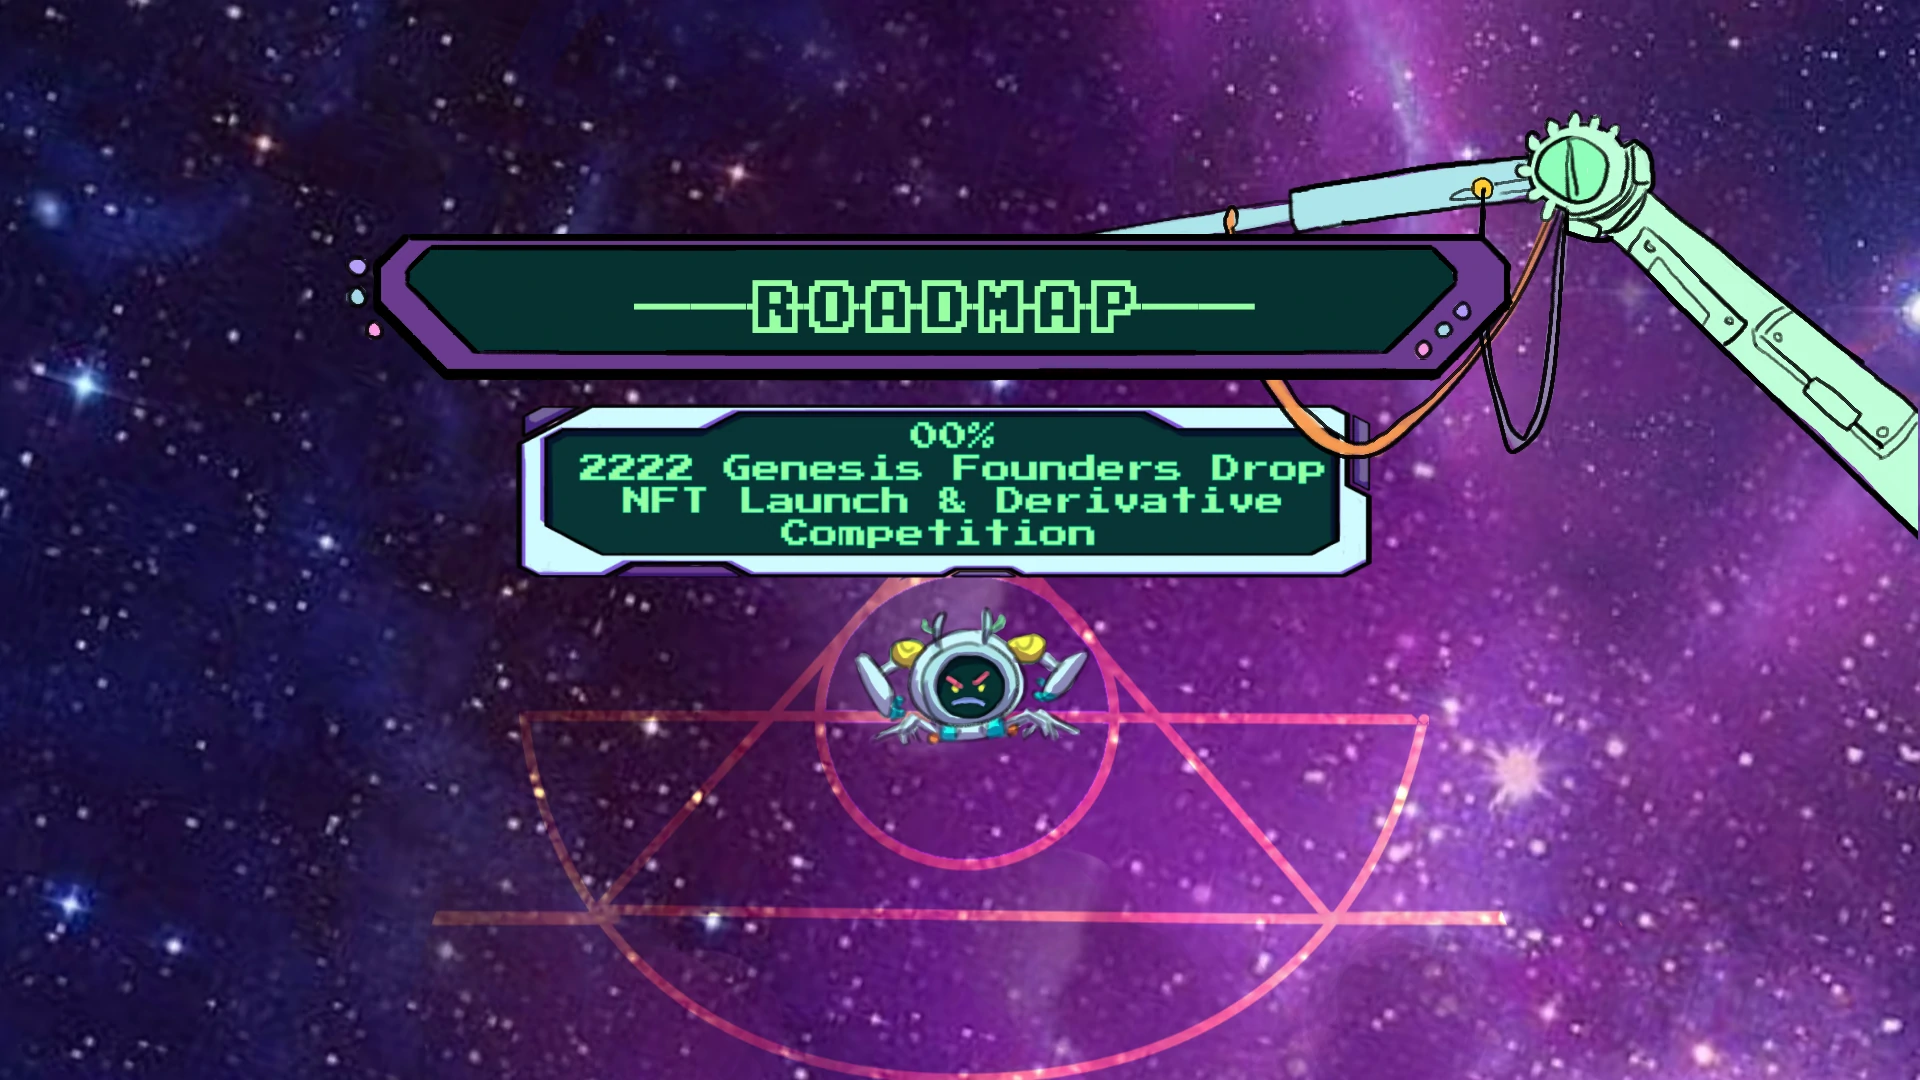 ROADMAP
00%
2222 Genesis Founders Drop
NFT Launch & Derivative
Competition